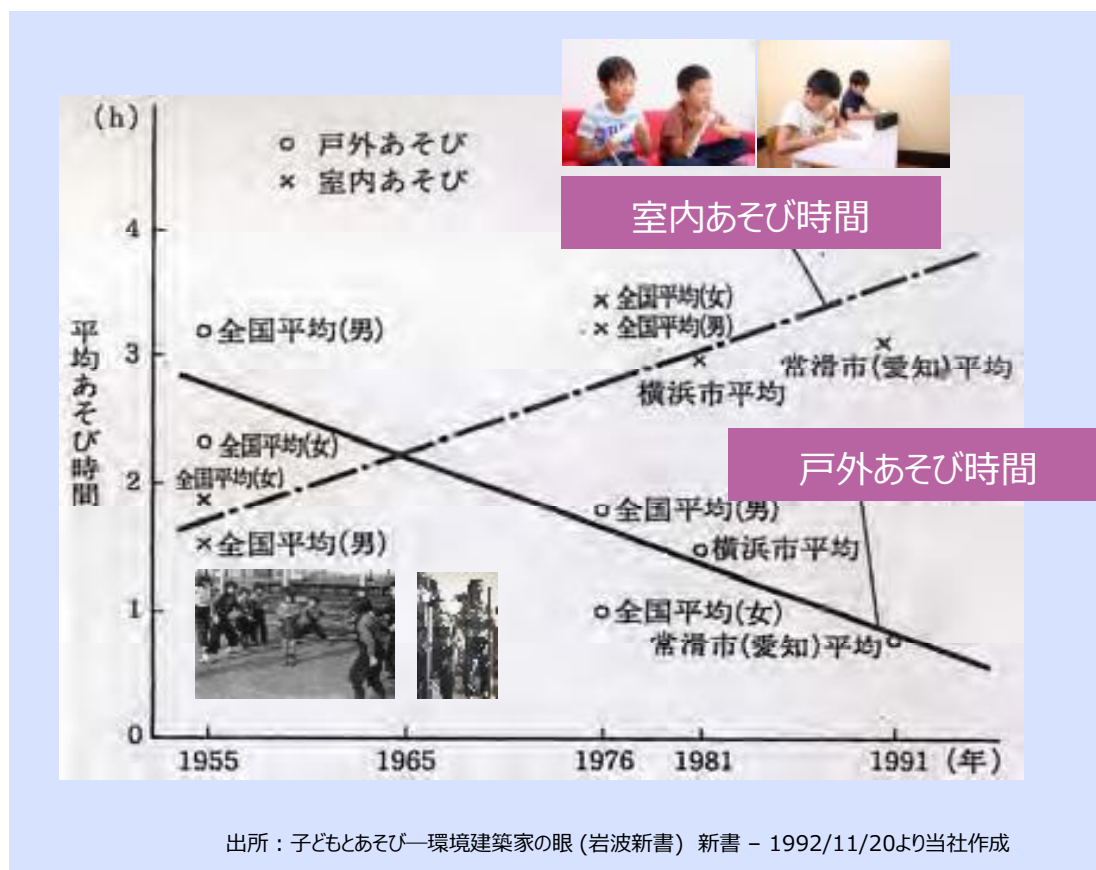 (h)
○ 戸外あそび
× 室内あそび
室内あそび時間
4
3
2
1
0
平均あそび時間
○全国平均(男)
○全国平均(女)
全国平均(女)
×
×全国平均(男)
×全国平均(女)
×全国平均(男)
×
横浜市平均
×
常滑市(愛知)平均
戸外あそび時間
○全国平均(男)
○横浜市平均
○全国平均(女)
常滑市(愛知)平均○
1955 1965 1976 1981 1991 (年)
出所：子どもとあそび―環境建築家の眼 (岩波新書) 新書 – 1992/11/20より当社作成